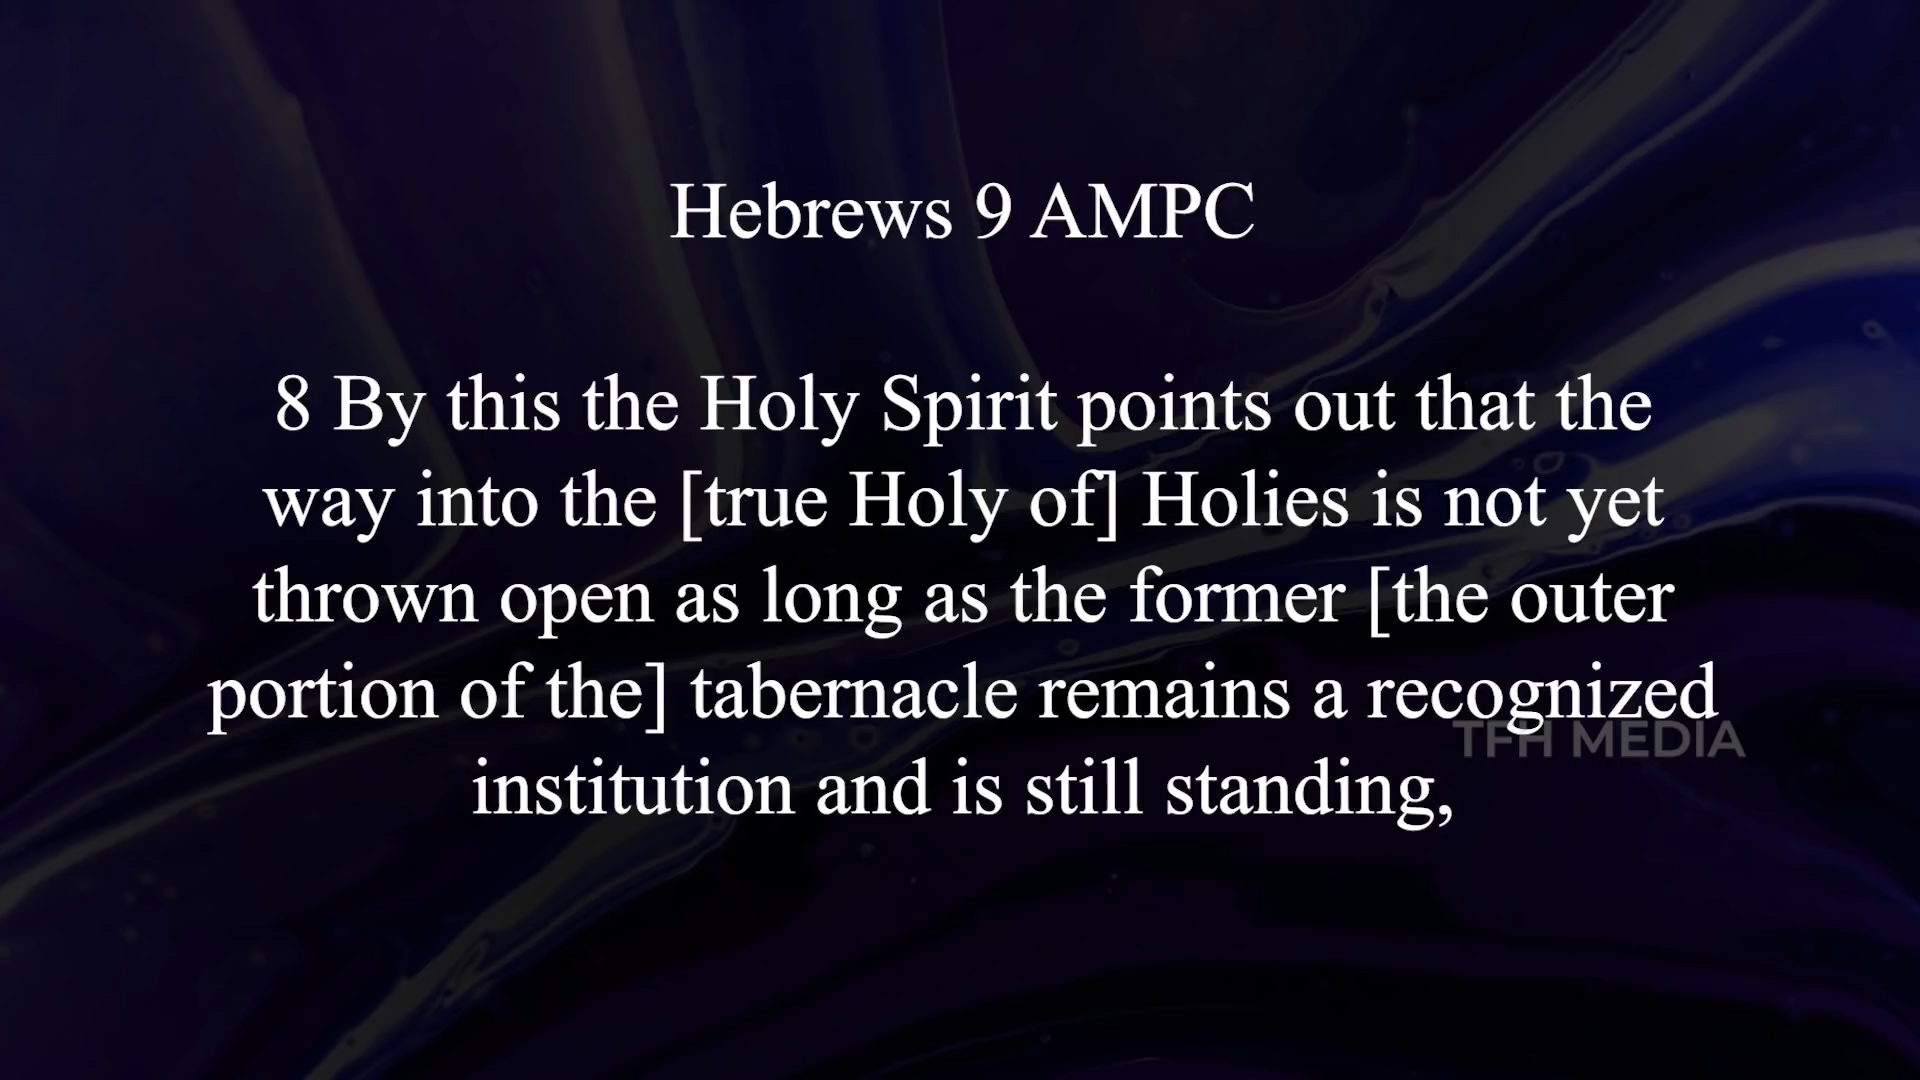 Hebrews 9 AMPC
8 By this the Holy Spirit points out that the
way into the [true Holy of] Holies is not yet
thrown open as long as the former [the outer
portion of the] tabernacle remains a recognized
TFH MEDIA
institution and is still standing,